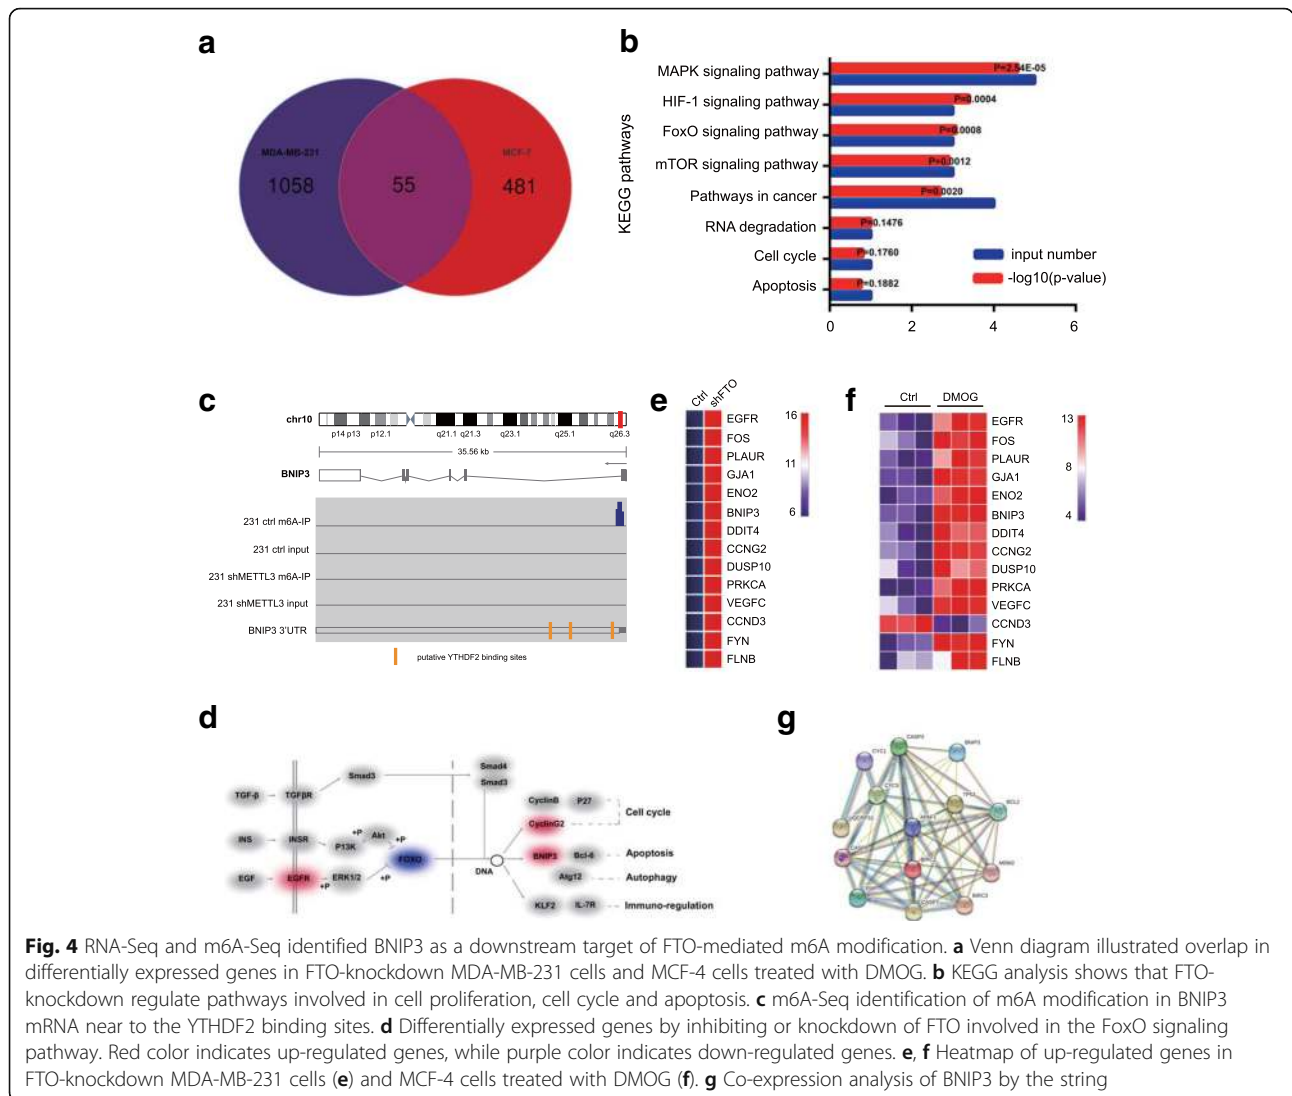 a
MDA-MB-231
MCF-7
1058
55
481
b
KEGG pathways
MAPK signaling pathway
P=2.54E-05
HIF-1 signaling pathway
P=0.0004
FoxO signaling pathway
P=0.0008
mTOR signaling pathway
P=0.0012
Pathways in cancer
P=0.0020
RNA degradation
P=0.1476
Cell cycle
P=0.1760
Apoptosis
P=0.1882
input number
-log10(p-value)
0 2 4 6
c
chr10
p14 p13 p12.1 q21.1 q21.3 q23.1 q25.1 q26.3
35.56 kb
BNIP3
231 ctrl m6A-IP
231 ctrl input
231 shMETTL3 m6A-IP
231 shMETTL3 input
BNIP3 3'UTR
putative YTHDF2 binding sites
e
Ctrl shFTO
EGFR
FOS
PLAUR
GJA1
ENO2
BNIP3
DDIT4
CCNG2
DUSP10
PRKCA
VEGFC
CCND3
FYN
FLNB
16
11
6
f
Ctrl DMOG
EGFR
FOS
PLAUR
GJA1
ENO2
BNIP3
DDIT4
CCNG2
DUSP10
PRKCA
VEGFC
CCND3
FYN
FLNB
13
8
4
d
TGF-β TGFβR Smad3 Smad4
Smad3
INS INSR P13K +P Akt +P
EGF EGFR +P ERK1/2 +P FOXO
DNA
CyclinB P27
CyclinG2
Cell cycle
BNIP3 Bcl-6 Apoptosis
Atg12 Autophagy
KLF2 IL-7R Immuno-regulation
g
CASP9
BNIP3
CYC1
CYCS
TP53
BCL2
APAF1
Fig. 4 RNA-Seq and m6A-Seq identified BNIP3 as a downstream target of FTO-mediated m6A modification. a Venn diagram illustrated overlap in
differentially expressed genes in FTO-knockdown MDA-MB-231 cells and MCF-4 cells treated with DMOG. b KEGG analysis shows that FTO-
knockdown regulate pathways involved in cell proliferation, cell cycle and apoptosis. c m6A-Seq identification of m6A modification in BNIP3
mRNA near to the YTHDF2 binding sites. d Differentially expressed genes by inhibiting or knockdown of FTO involved in the FoxO signaling
pathway. Red color indicates up-regulated genes, while purple color indicates down-regulated genes. e, f Heatmap of up-regulated genes in
FTO-knockdown MDA-MB-231 cells (e) and MCF-4 cells treated with DMOG (f). g Co-expression analysis of BNIP3 by the string